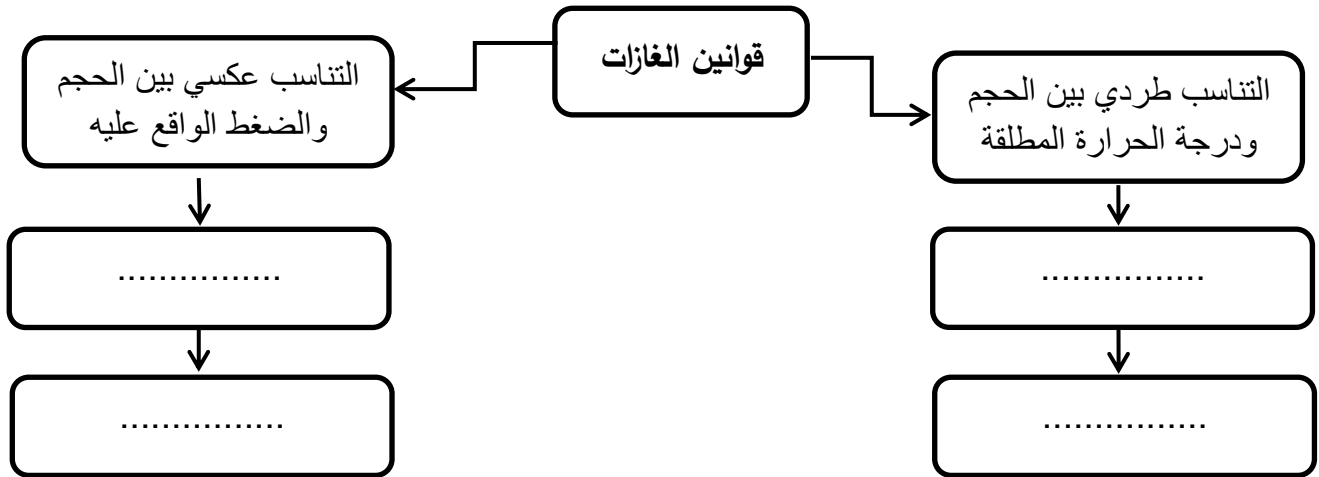 قوانين الغازات
التناسب طردي بين الحجم
ودرجة الحرارة المطلقة
التناسب عكسي بين الحجم
والضغط الواقع عليه
................
................
................
................